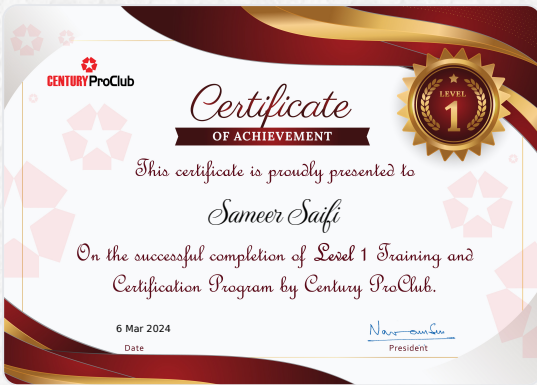 CENTURY ProClub
Certificate
OF ACHIEVEMENT
LEVEL
1
This certificate is proudly presented to
Sameer Saifi
On the successful completion of Level 1 Training and
Certification Program by Century ProClub.
6 Mar 2024
Date
President